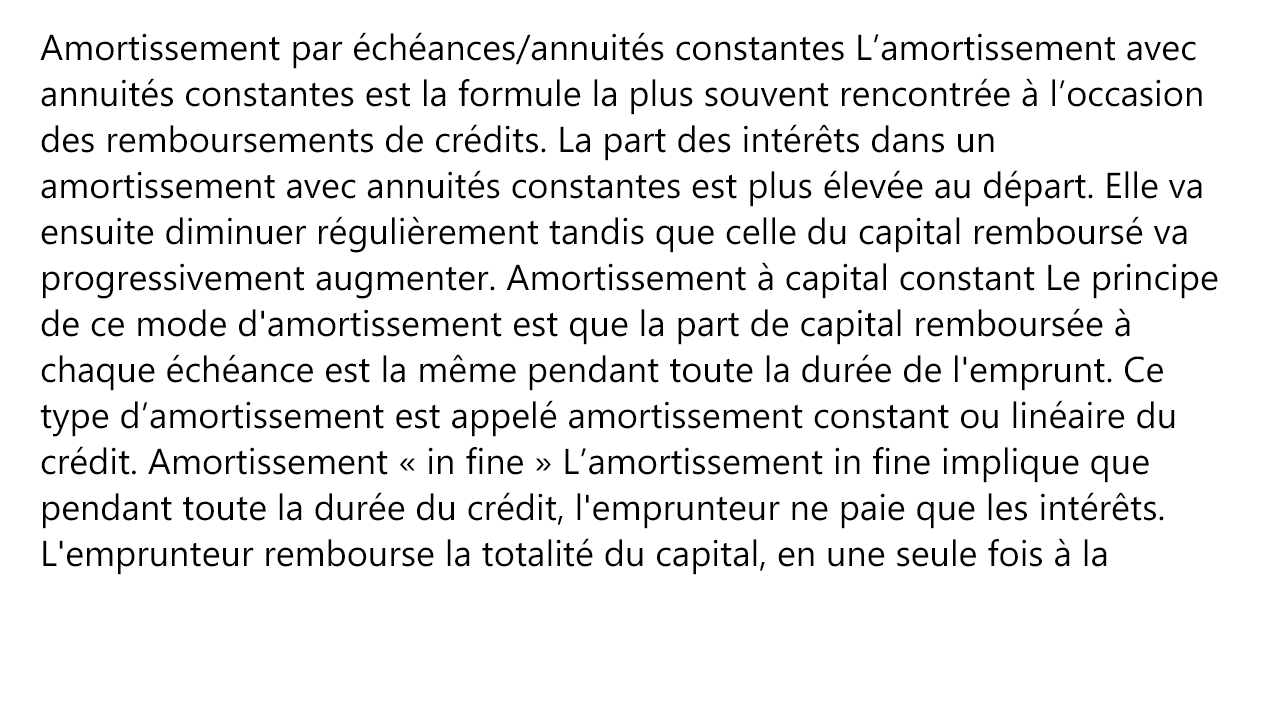 Amortissement par échéances/annuités constantes L’amortissement avec
annuités constantes est la formule la plus souvent rencontrée à l’occasion
des remboursements de crédits. La part des intérêts dans un
amortissement avec annuités constantes est plus élevée au départ. Elle va
ensuite diminuer régulièrement tandis que celle du capital remboursé va
progressivement augmenter. Amortissement à capital constant Le principe
de ce mode d'amortissement est que la part de capital remboursée à
chaque échéance est la même pendant toute la durée de l'emprunt. Ce
type d’amortissement est appelé amortissement constant ou linéaire du
crédit. Amortissement « in fine » L’amortissement in fine implique que
pendant toute la durée du crédit, l'emprunteur ne paie que les intérêts.
L'emprunteur rembourse la totalité du capital, en une seule fois à la